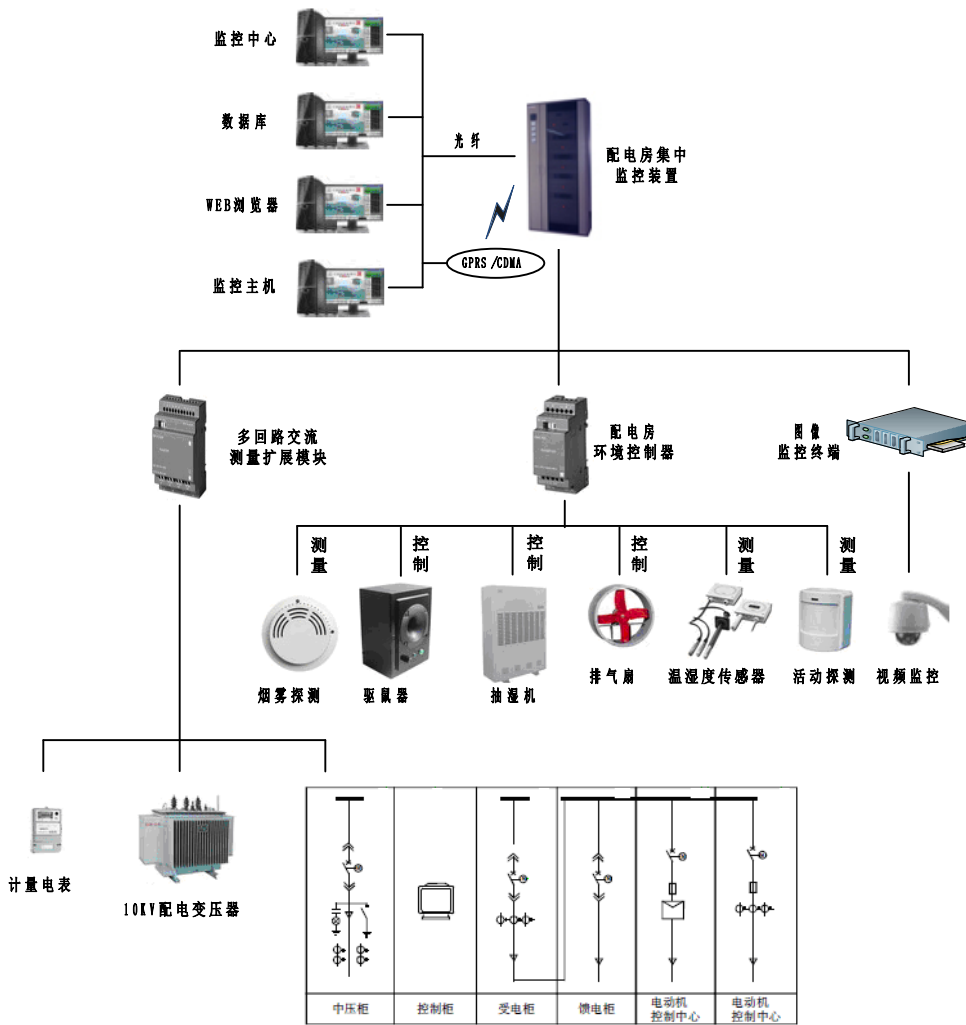 监控中心
数据库
光纤
配电房集中
监控装置
WEB浏览器
GPRS/CDMA
监控主机
多回路交流
测量扩展模块
配电房
环境控制器
图像
监控终端
测量
控制
控制
控制
测量
测量
烟雾探测
驱鼠器
抽湿机
排气扇
温湿度传感器
活动探测
视频监控
计量电表
10KV配电变压器
中压柜
控制柜
受电柜
馈电柜
电动机
控制中心
电动机
控制中心